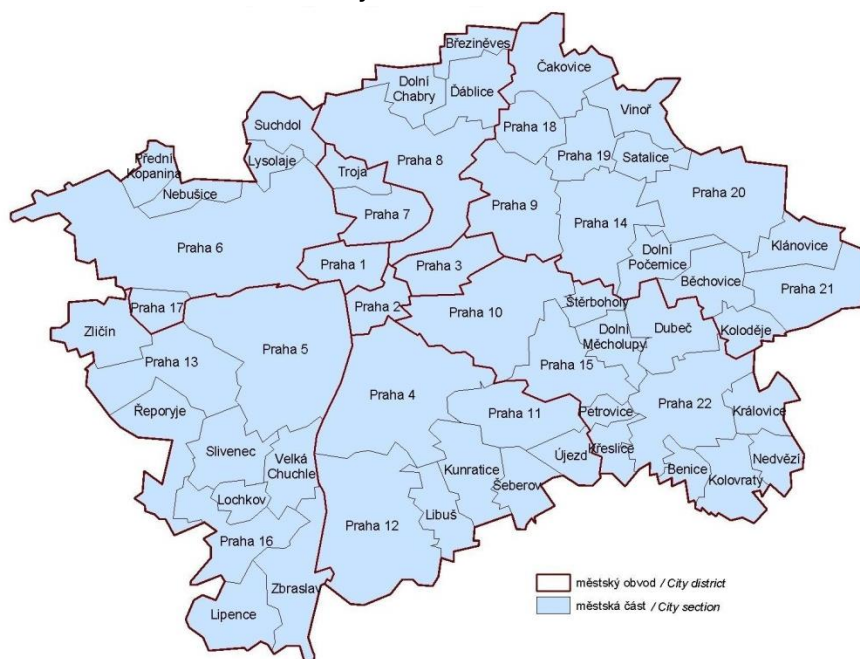 Březiněves
Čakovice
Dolní
Chabry
Ďáblice
Vinoř
Suchdol
Praha 18
Přední
Kopanina
Lysolaje
Praha 8
Praha 19
Satalice
Troja
Nebušice
Praha 20
Praha 7
Praha 9
Praha 14
Praha 6
Klánovice
Dolní
Počernice
Praha 1
Praha 3
Běchovice
Praha 21
Praha 17
Praha 2
Štěrboholy
Praha 10
Zličín
Dolní
Měcholupy
Dubeč
Koloděje
Praha 5
Praha 13
Praha 15
Praha 4
Řeporyje
Praha 11
Petrovice
Praha 22
Královice
Křeslice
Slivenec
Velká
Chuchle
Kunratice
Újezd
Nedvězí
Benice
Kolovraty
Šeberov
Lochkov
Libuš
Praha 12
Praha 16
Zbraslav
Lipence
městský obvod / City district
městská část / City section